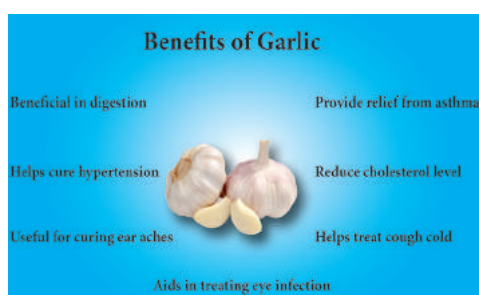 Benefits of Garlic
Beneficial in digestion
Provide relief from asthma
Helps cure hypertension
Reduce cholesterol level
Useful for curing ear aches
Helps treat cough cold
Aids in treating eye infection